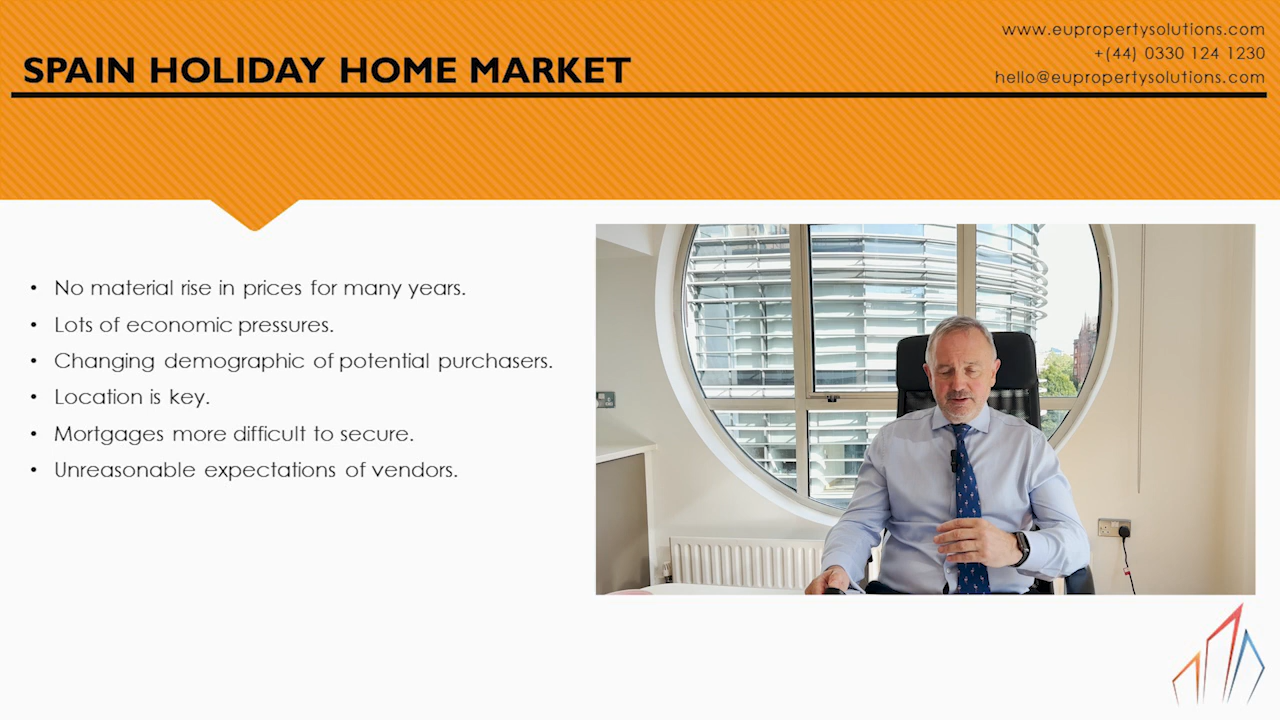 www.eupropertysolutions.com
SPAIN HOLIDAY HOME MARKET
+(44) 0330 124 1230
hello@eupropertysolutions.com
• No material rise in prices for many years.
• Lots of economic pressures.
• Changing demographic of potential purchasers.
• Location is key.
• Mortgages more difficult to secure.
• Unreasonable expectations of vendors.